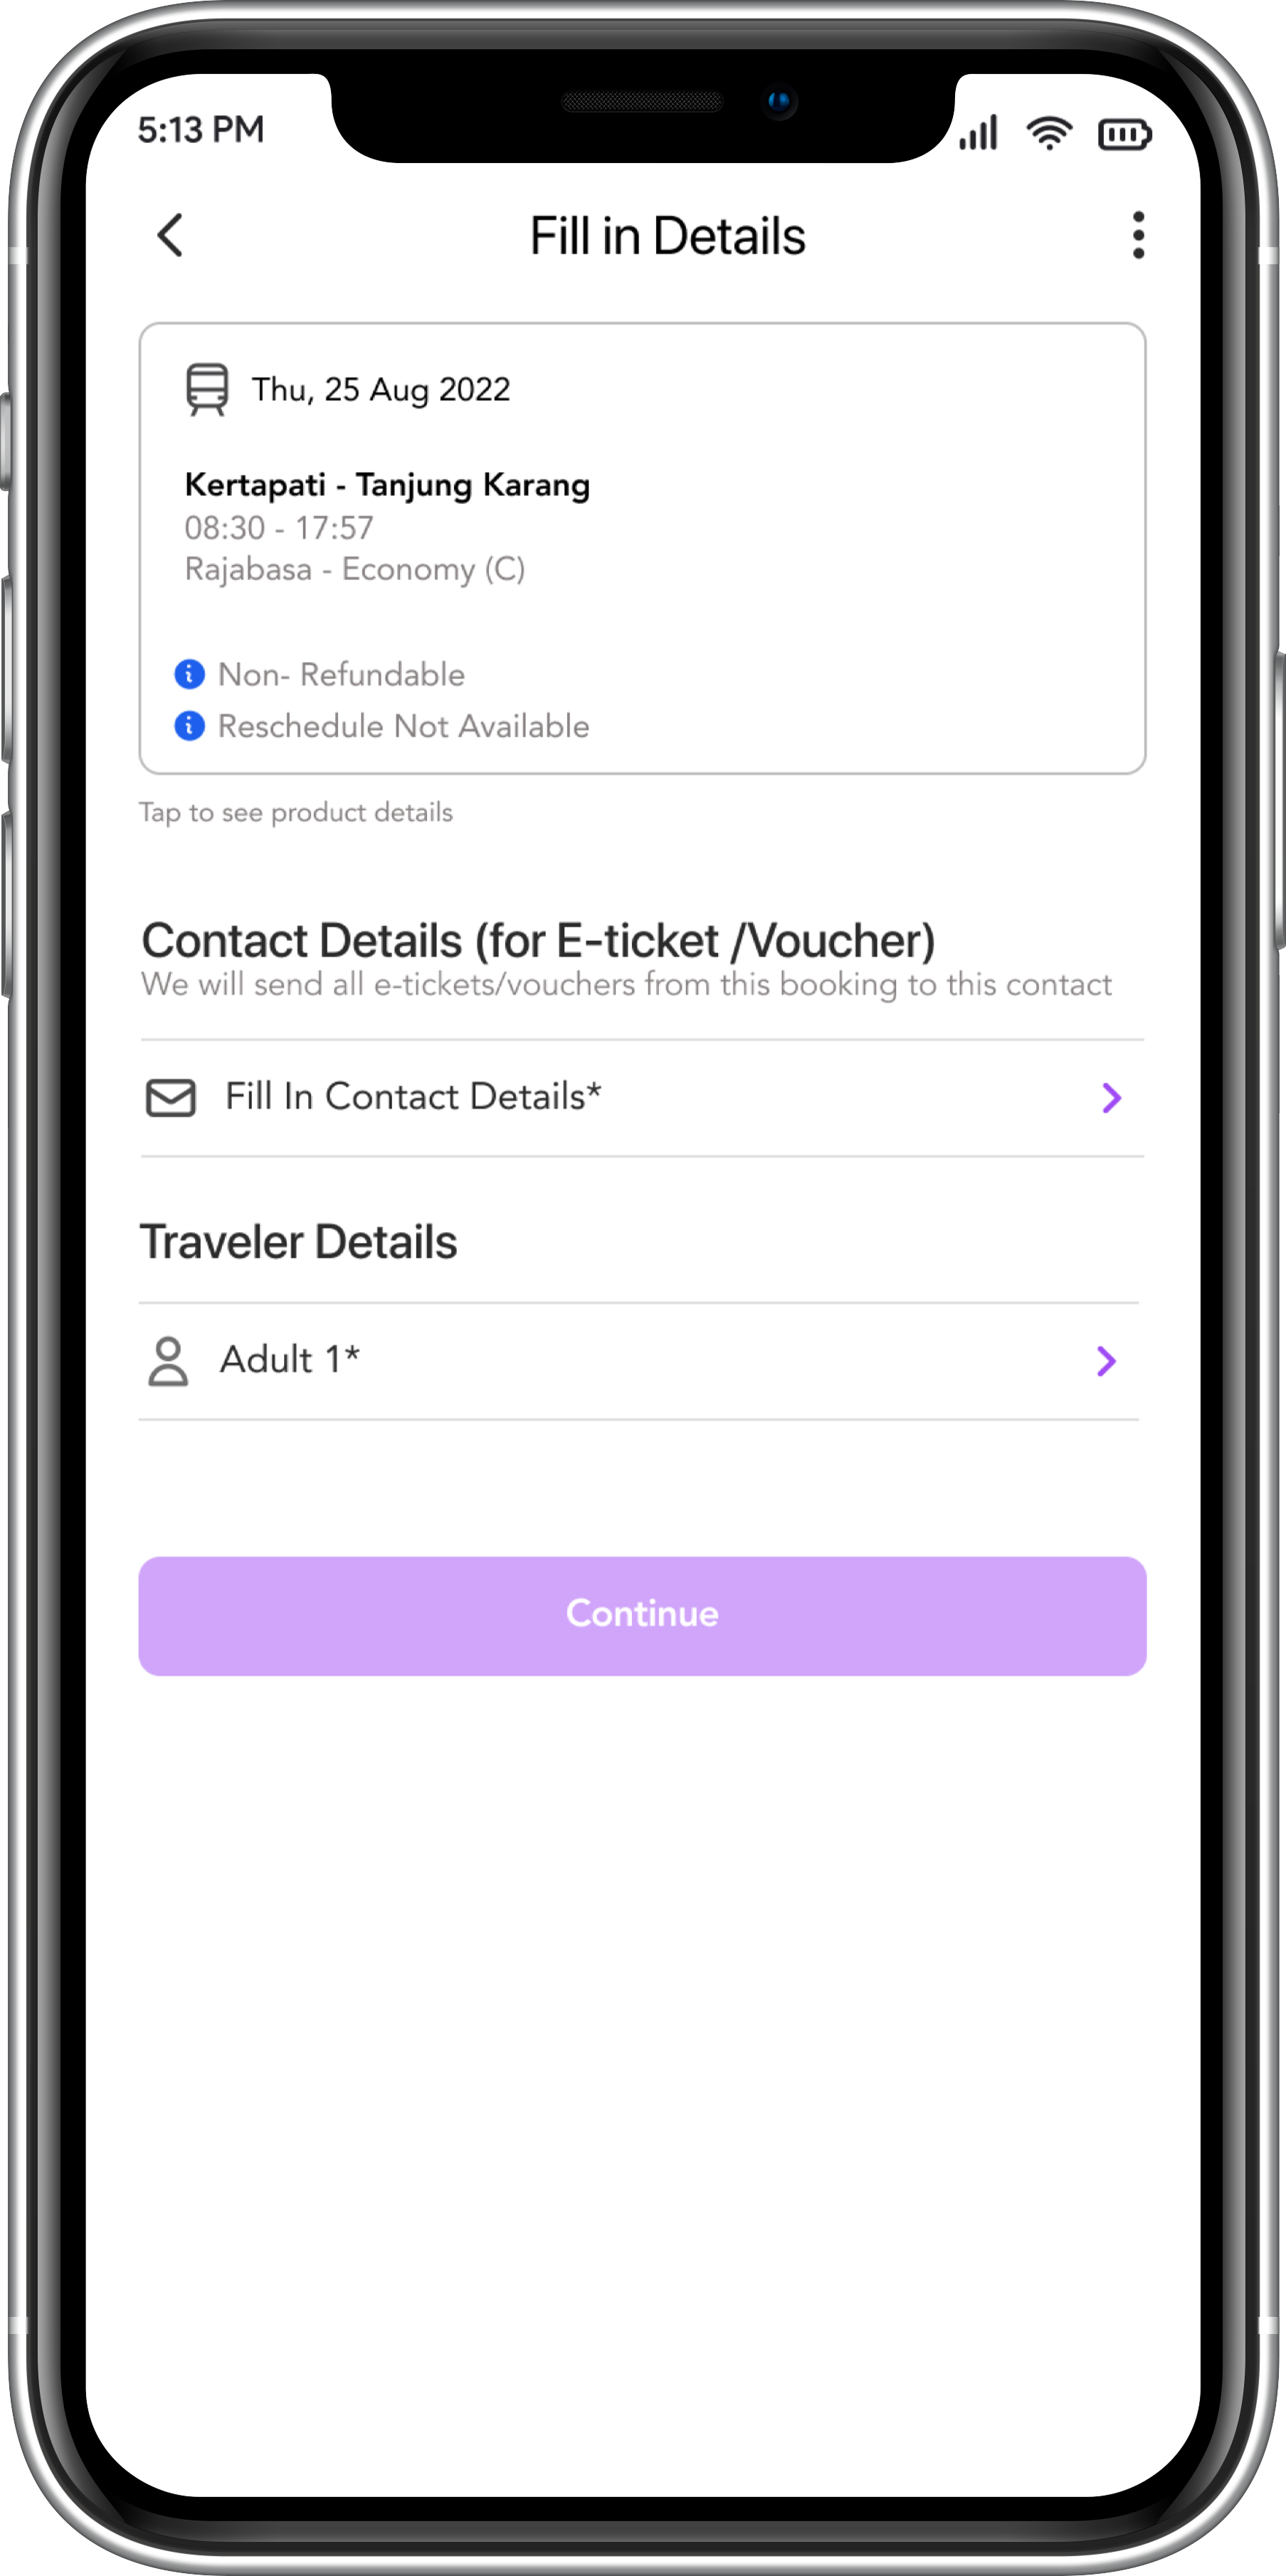 5:13 PM
Fill in Details
Thu, 25 Aug 2022
Kertapati - Tanjung Karang
08:30 - 17:57
Rajabasa - Economy (C)
Non- Refundable
Reschedule Not Available
Tap to see product details
Contact Details (for E-ticket /Voucher)
We will send all e-tickets/vouchers from this booking to this contact
Fill In Contact Details*
Traveler Details
Adult 1*
Continue